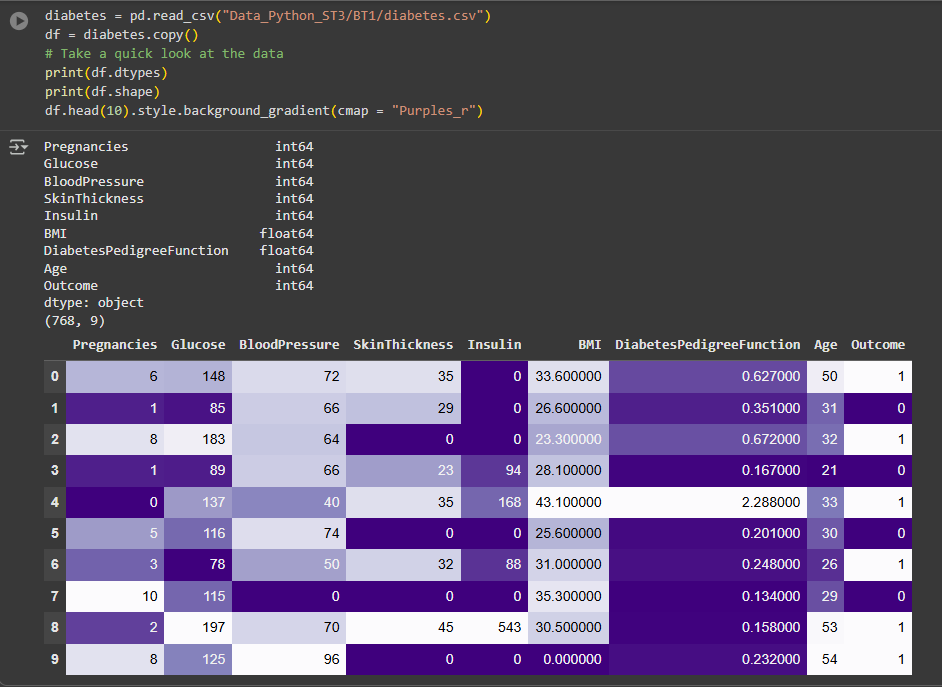 diabetes = pd.read_csv("Data_Python_ST3/BT1/diabetes.csv")
df = diabetes.copy()
# Take a quick look at the data
print(df.dtypes)
print(df.shape)
df.head(10).style.background_gradient(cmap = "Purples_r")
Pregnancies int64
Glucose int64
BloodPressure int64
SkinThickness int64
Insulin int64
BMI float64
DiabetesPedigreeFunction float64
Age int64
Outcome int64
dtype: object
(768, 9)
Pregnancies Glucose BloodPressure SkinThickness Insulin BMI DiabetesPedigreeFunction Age Outcome
0 6 148 72 35 0 33.600000 0.627000 50 1
1 1 85 66 29 0 26.600000 0.351000 31 0
2 8 183 64 0 0 23.300000 0.672000 32 1
3 1 89 66 23 94 28.100000 0.167000 21 0
4 0 137 40 35 168 43.100000 2.288000 33 1
5 5 116 74 0 0 25.600000 0.201000 30 0
6 3 78 50 32 88 31.000000 0.248000 26 1
7 10 115 0 0 0 35.300000 0.134000 29 0
8 2 197 70 45 543 30.500000 0.158000 53 1
9 8 125 96 0 0 0.000000 0.232000 54 1